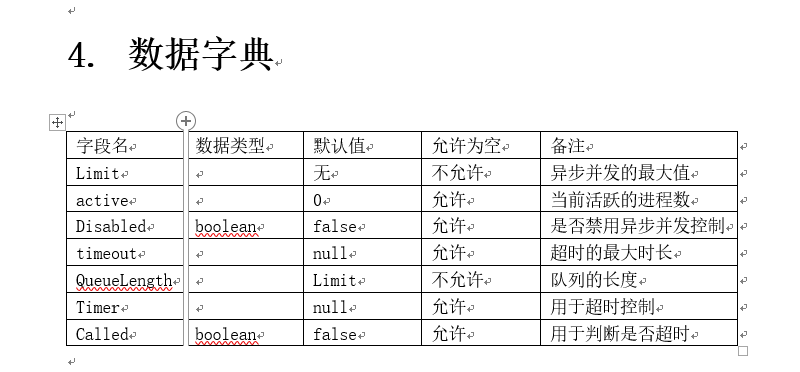 4. 数据字典
字段名 数据类型 默认值 允许为空 备注
Limit 无 不允许 异步并发的最大值
active 0 允许 当前活跃的进程数
Disabled boolean false 允许 是否禁用异步并发控制
timeout null 允许 超时的最大时长
QueueLength Limit 不允许 队列的长度
Timer null 允许 用于超时控制
Called boolean false 允许 用于判断是否超时